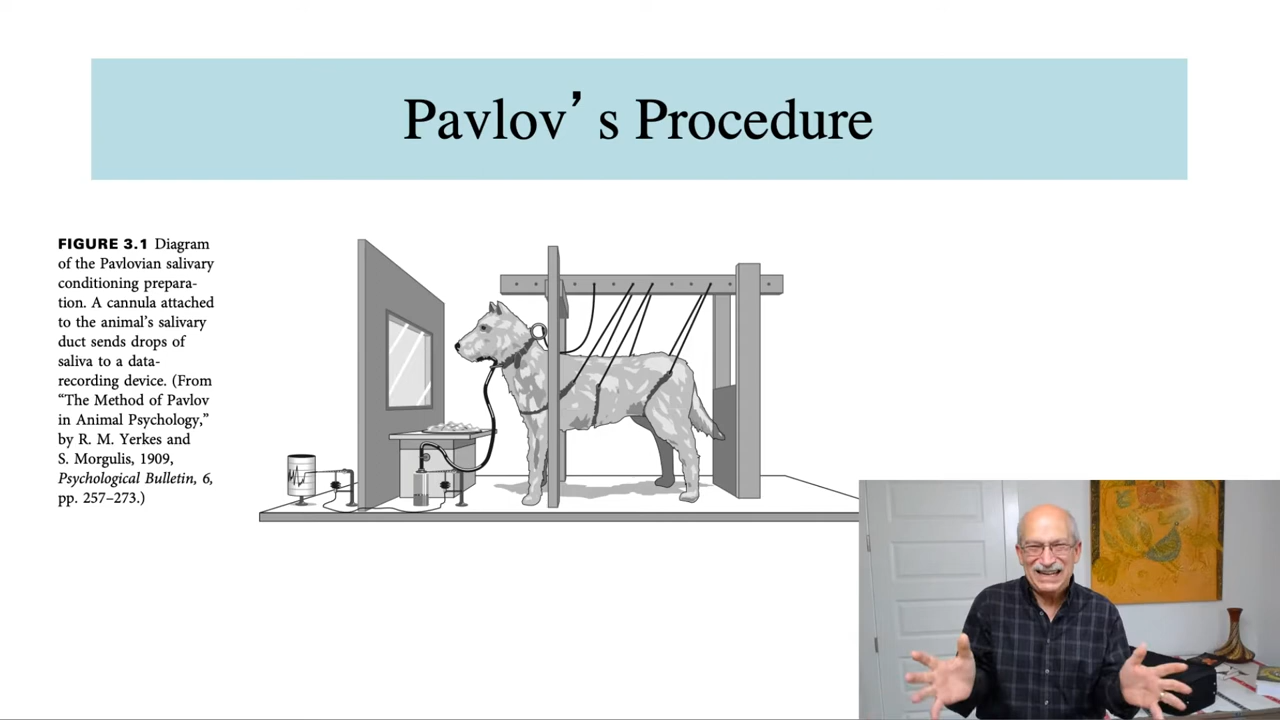 Pavlov’s Procedure
FIGURE 3.1 Diagram
of the Pavlovian salivary
conditioning prepara-
tion. A cannula attached
to the animal’s salivary
duct sends drops of
saliva to a data-
recording device. (From
“The Method of Pavlov
in Animal Psychology,”
by R. M. Yerkes and
S. Morgulis, 1909,
Psychological Bulletin, 6,
pp. 257–273.)